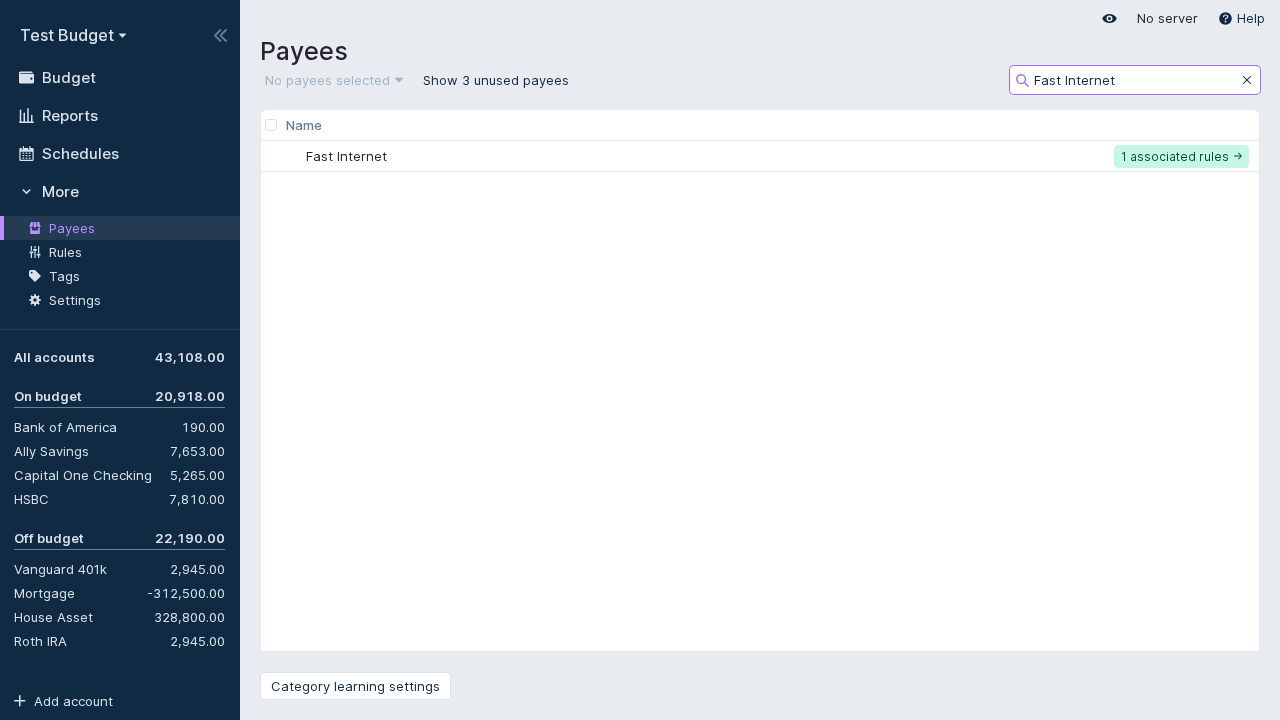 Test Budget
Budget
Reports
Schedules
More
Payees
Rules
Tags
Settings
All accounts 43,108.00
On budget 20,918.00
Bank of America 190.00
Ally Savings 7,653.00
Capital One Checking 5,265.00
HSBC 7,810.00
Off budget 22,190.00
Vanguard 401k 2,945.00
Mortgage -312,500.00
House Asset 328,800.00
Roth IRA 2,945.00
Add account
No server Help
Payees
No payees selected Show 3 unused payees Fast Internet
Name
Fast Internet 1 associated rules →
Category learning settings